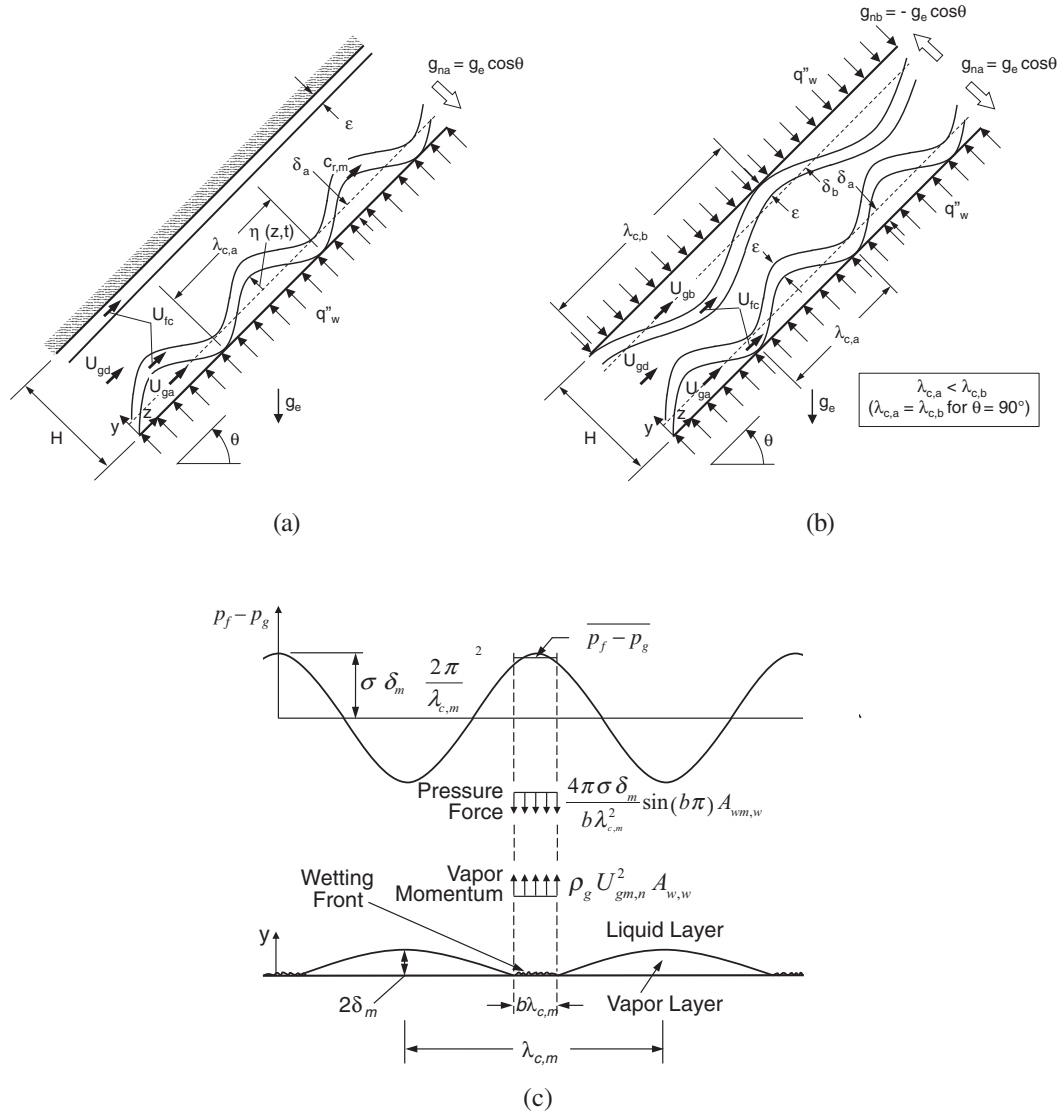 (a)
g_na = g_e cosθ
ε
δ_a
c_r,m
η (z,t)
λ_c,a
q"_w
U_fc
U_gd
U_ga
z
y
H
g_e
θ
(b)
g_nb = - g_e cosθ
g_na = g_e cosθ
q"_w
δ_b
δ_a
ε
λ_c,b
U_gb
ε
q"_w
U_fc
U_gd
λ_c,a
U_ga
z
y
H
g_e
θ
λ_c,a < λ_c,b
(λ_c,a = λ_c,b for θ = 90°)
(a)
(b)
p_f − p_g
p_f − p_g
σ δ_m 2π/λ_c,m 2
Pressure
Force
4πσδ_m/bλ²_c,m sin(bπ) A_wm,w
Wetting
Front
Vapor
Momentum
ρ_g U²_gm,n A_w,w
y
Liquid Layer
2δ_m
bλ_c,m
Vapor Layer
λ_c,m
(c)